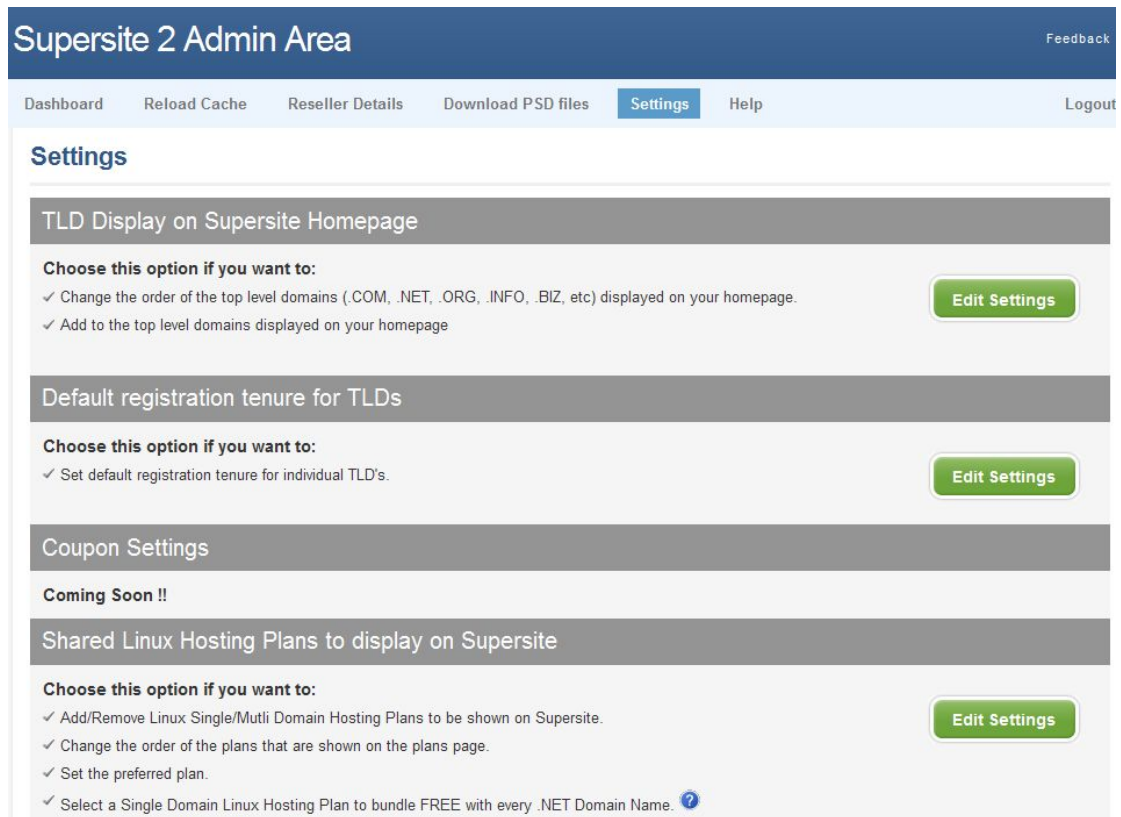 Supersite 2 Admin Area
Feedback
Dashboard Reload Cache Reseller Details Download PSD files Settings Help Logout
Settings
TLD Display on Supersite Homepage
Choose this option if you want to:
✓ Change the order of the top level domains (.COM, .NET, .ORG, .INFO, .BIZ, etc) displayed on your homepage.
Edit Settings
✓ Add to the top level domains displayed on your homepage
Default registration tenure for TLDs
Choose this option if you want to:
✓ Set default registration tenure for individual TLD's.
Edit Settings
Coupon Settings
Coming Soon !!
Shared Linux Hosting Plans to display on Supersite
Choose this option if you want to:
✓ Add/Remove Linux Single/Mutli Domain Hosting Plans to be shown on Supersite.
Edit Settings
✓ Change the order of the plans that are shown on the plans page.
✓ Set the preferred plan.
✓ Select a Single Domain Linux Hosting Plan to bundle FREE with every .NET Domain Name. ?